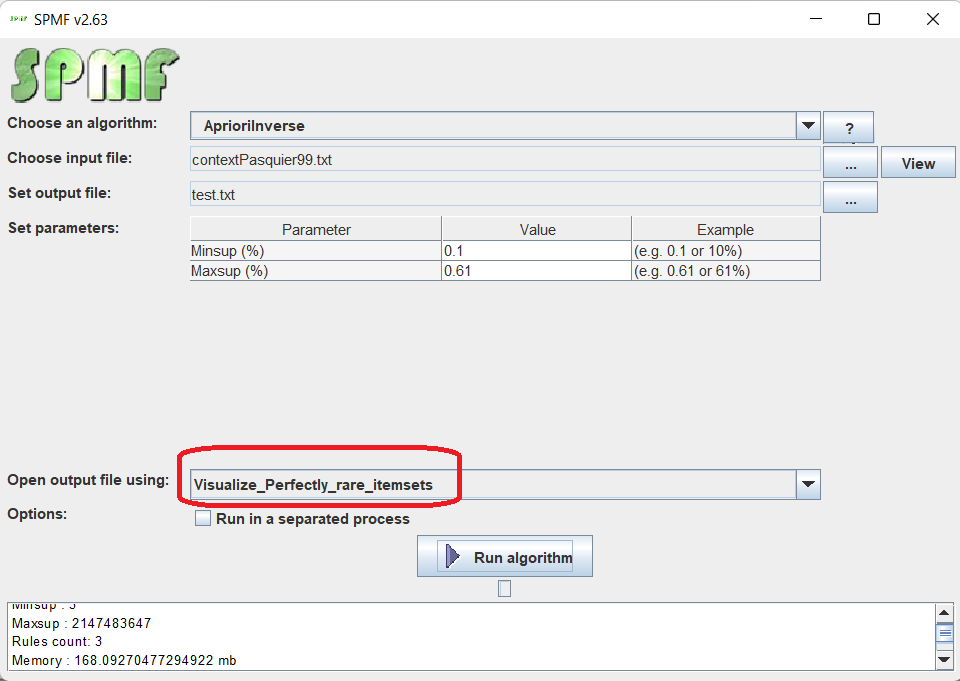 SPMF SPMF v2.63
SPMF
Choose an algorithm: AprioriInverse ?
Choose input file: contextPasquier99.txt ... View
Set output file: test.txt ...
Set parameters: Parameter Value Example
Minsup (%) 0.1 (e.g. 0.1 or 10%)
Maxsup (%) 0.61 (e.g. 0.61 or 61%)
Open output file using: Visualize_Perfectly_rare_itemsets
Options: Run in a separated process
Run algorithm
Minsup : 3
Maxsup : 2147483647
Rules count: 3
Memory : 168.09270477294922 mb